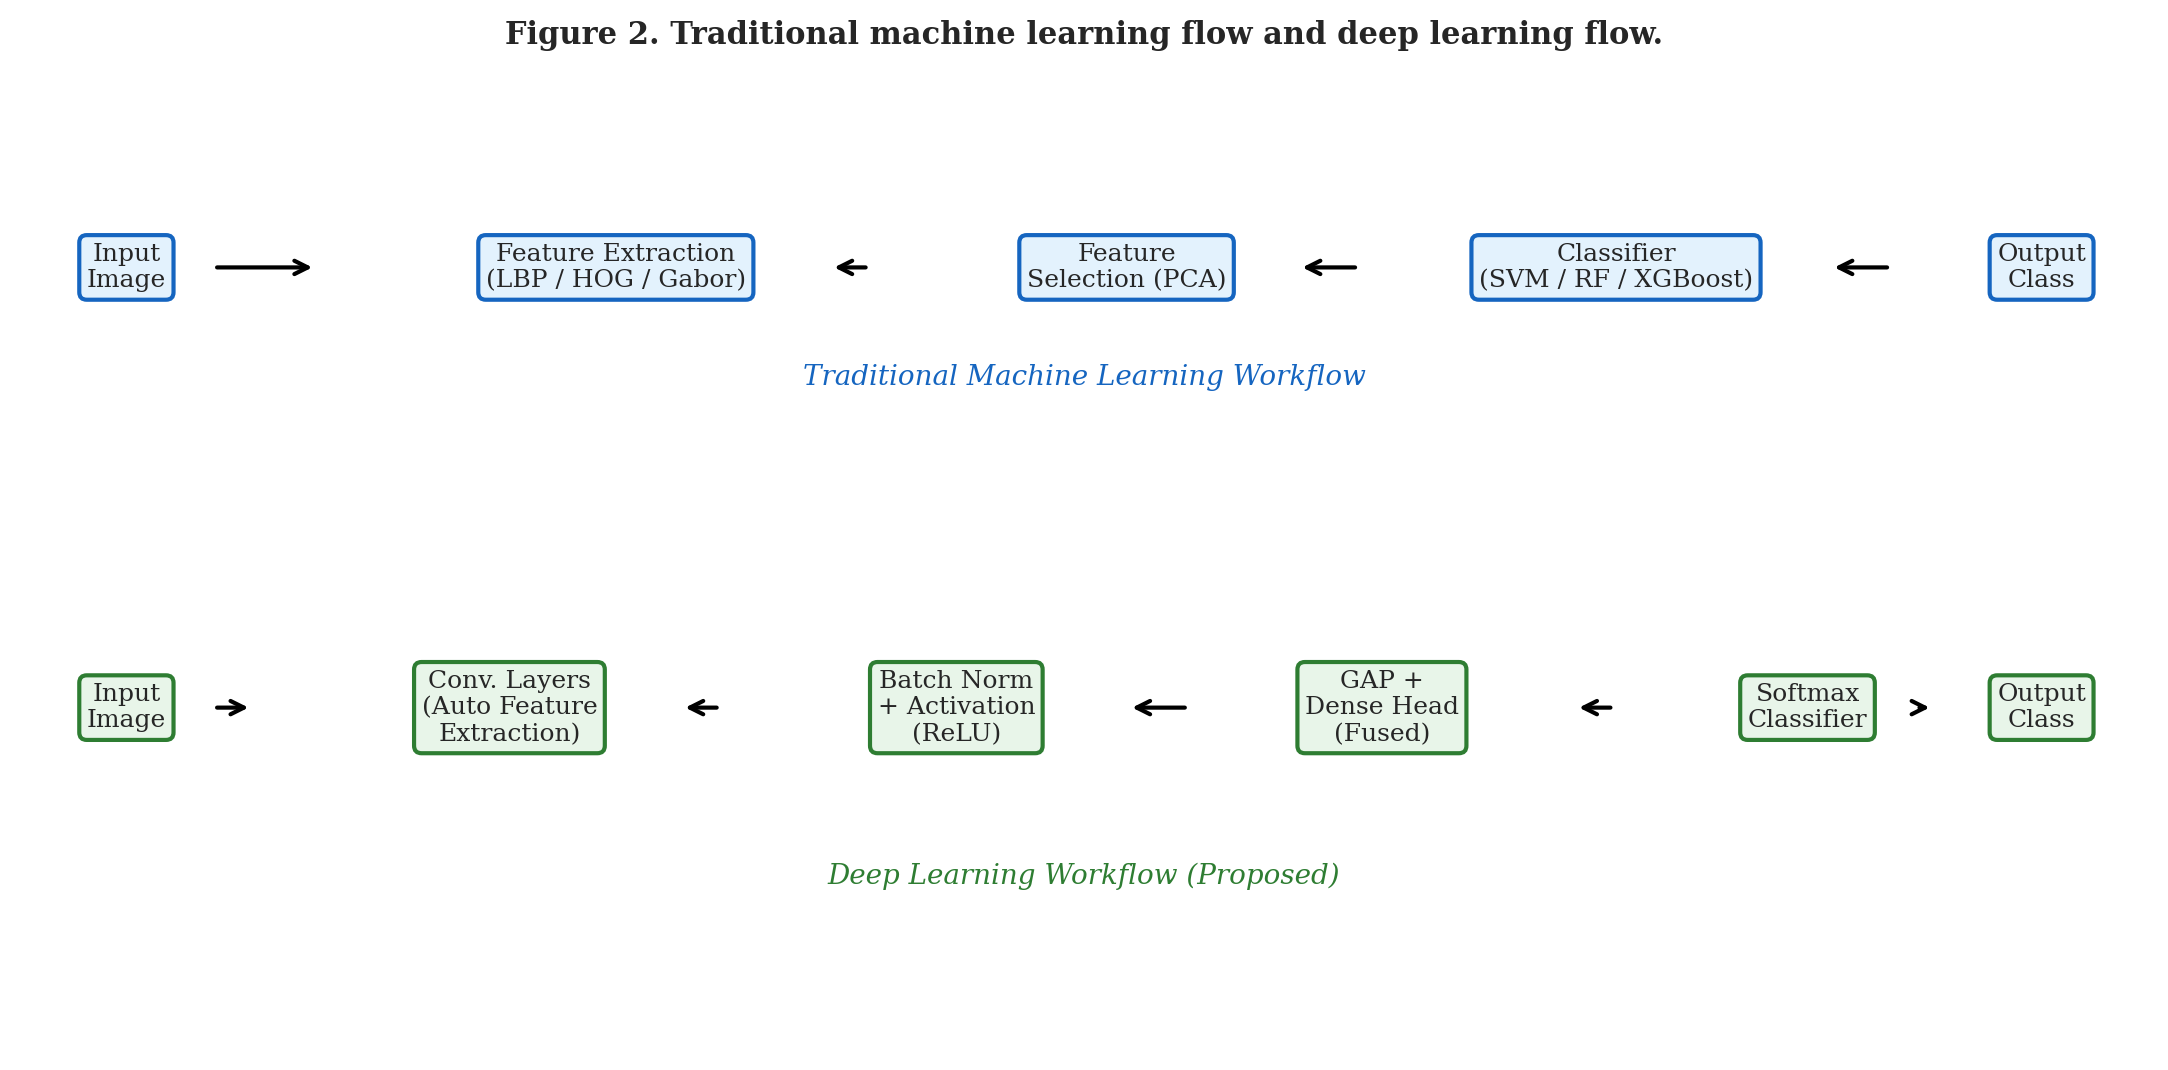 Figure 2. Traditional machine learning flow and deep learning flow.
Input
Image
Feature Extraction
(LBP / HOG / Gabor)
Feature
Selection (PCA)
Classifier
(SVM / RF / XGBoost)
Output
Class
Traditional Machine Learning Workflow
Input
Image
Conv. Layers
(Auto Feature
Extraction)
Batch Norm
+ Activation
(ReLU)
GAP +
Dense Head
(Fused)
Softmax
Classifier
Output
Class
Deep Learning Workflow (Proposed)